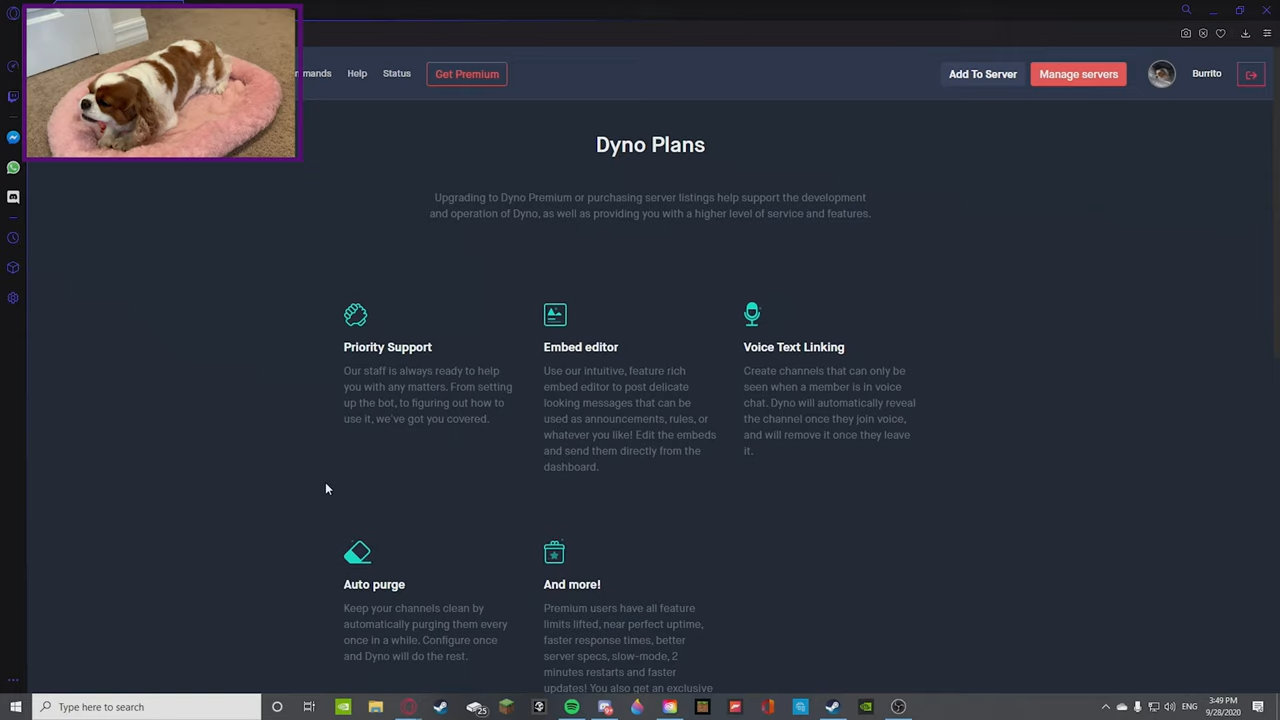 mmands Help Status Get Premium Add To Server Manage servers Burrito
Dyno Plans
Upgrading to Dyno Premium or purchasing server listings help support the development
and operation of Dyno, as well as providing you with a higher level of service and features.
Priority Support
Our staff is always ready to help
you with any matters. From setting
up the bot, to figuring out how to
use it, we've got you covered.
Embed editor
Use our intuitive, feature rich
embed editor to post delicate
looking messages that can be
used as announcements, rules, or
whatever you like! Edit the embeds
and send them directly from the
dashboard.
Voice Text Linking
Create channels that can only be
seen when a member is in voice
chat. Dyno will automatically reveal
the channel once they join voice,
and will remove it once they leave
it.
Auto purge
Keep your channels clean by
automatically purging them every
once in a while. Configure once
and Dyno will do the rest.
And more!
Premium users have all feature
limits lifted, near perfect uptime,
faster response times, better
server specs, slow-mode, 2
minutes restarts and faster
updates! You also get an exclusive
Type here to search
25
ENG
3:49 PM
9/28/2020